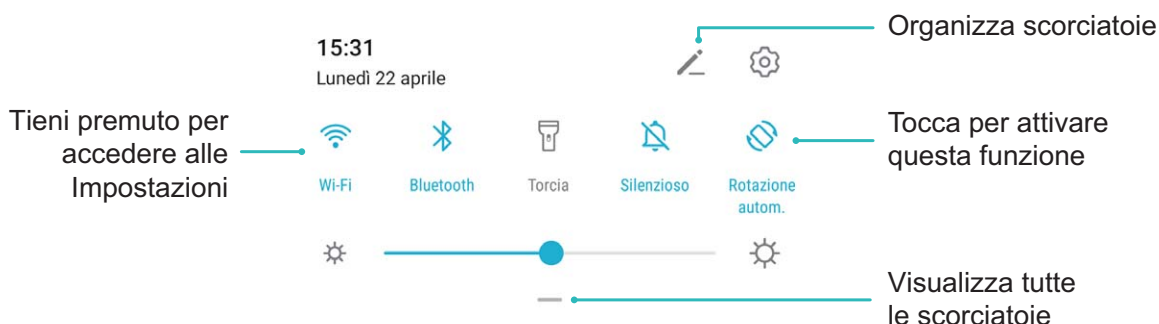 Organizza scorciatoie
15:31
Lunedì 22 aprile
Tieni premuto per
accedere alle
Impostazioni
Tocca per attivare
questa funzione
Wi-Fi
Bluetooth
Torcia
Silenzioso
Rotazione
autom.
Visualizza tutte
le scorciatoie